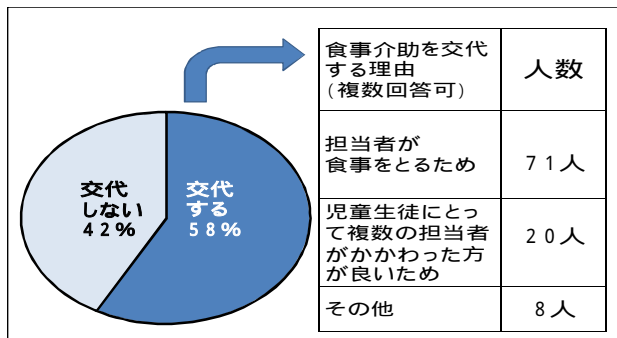 交代
しない
42%
交代
する
58%
食事介助を交代
する理由
(複数回答可)
人数
担当者が
食事をとるため
71人
児童生徒にとっ
て複数の担当者
がかかわった方
が良いため
20人
その他
8人